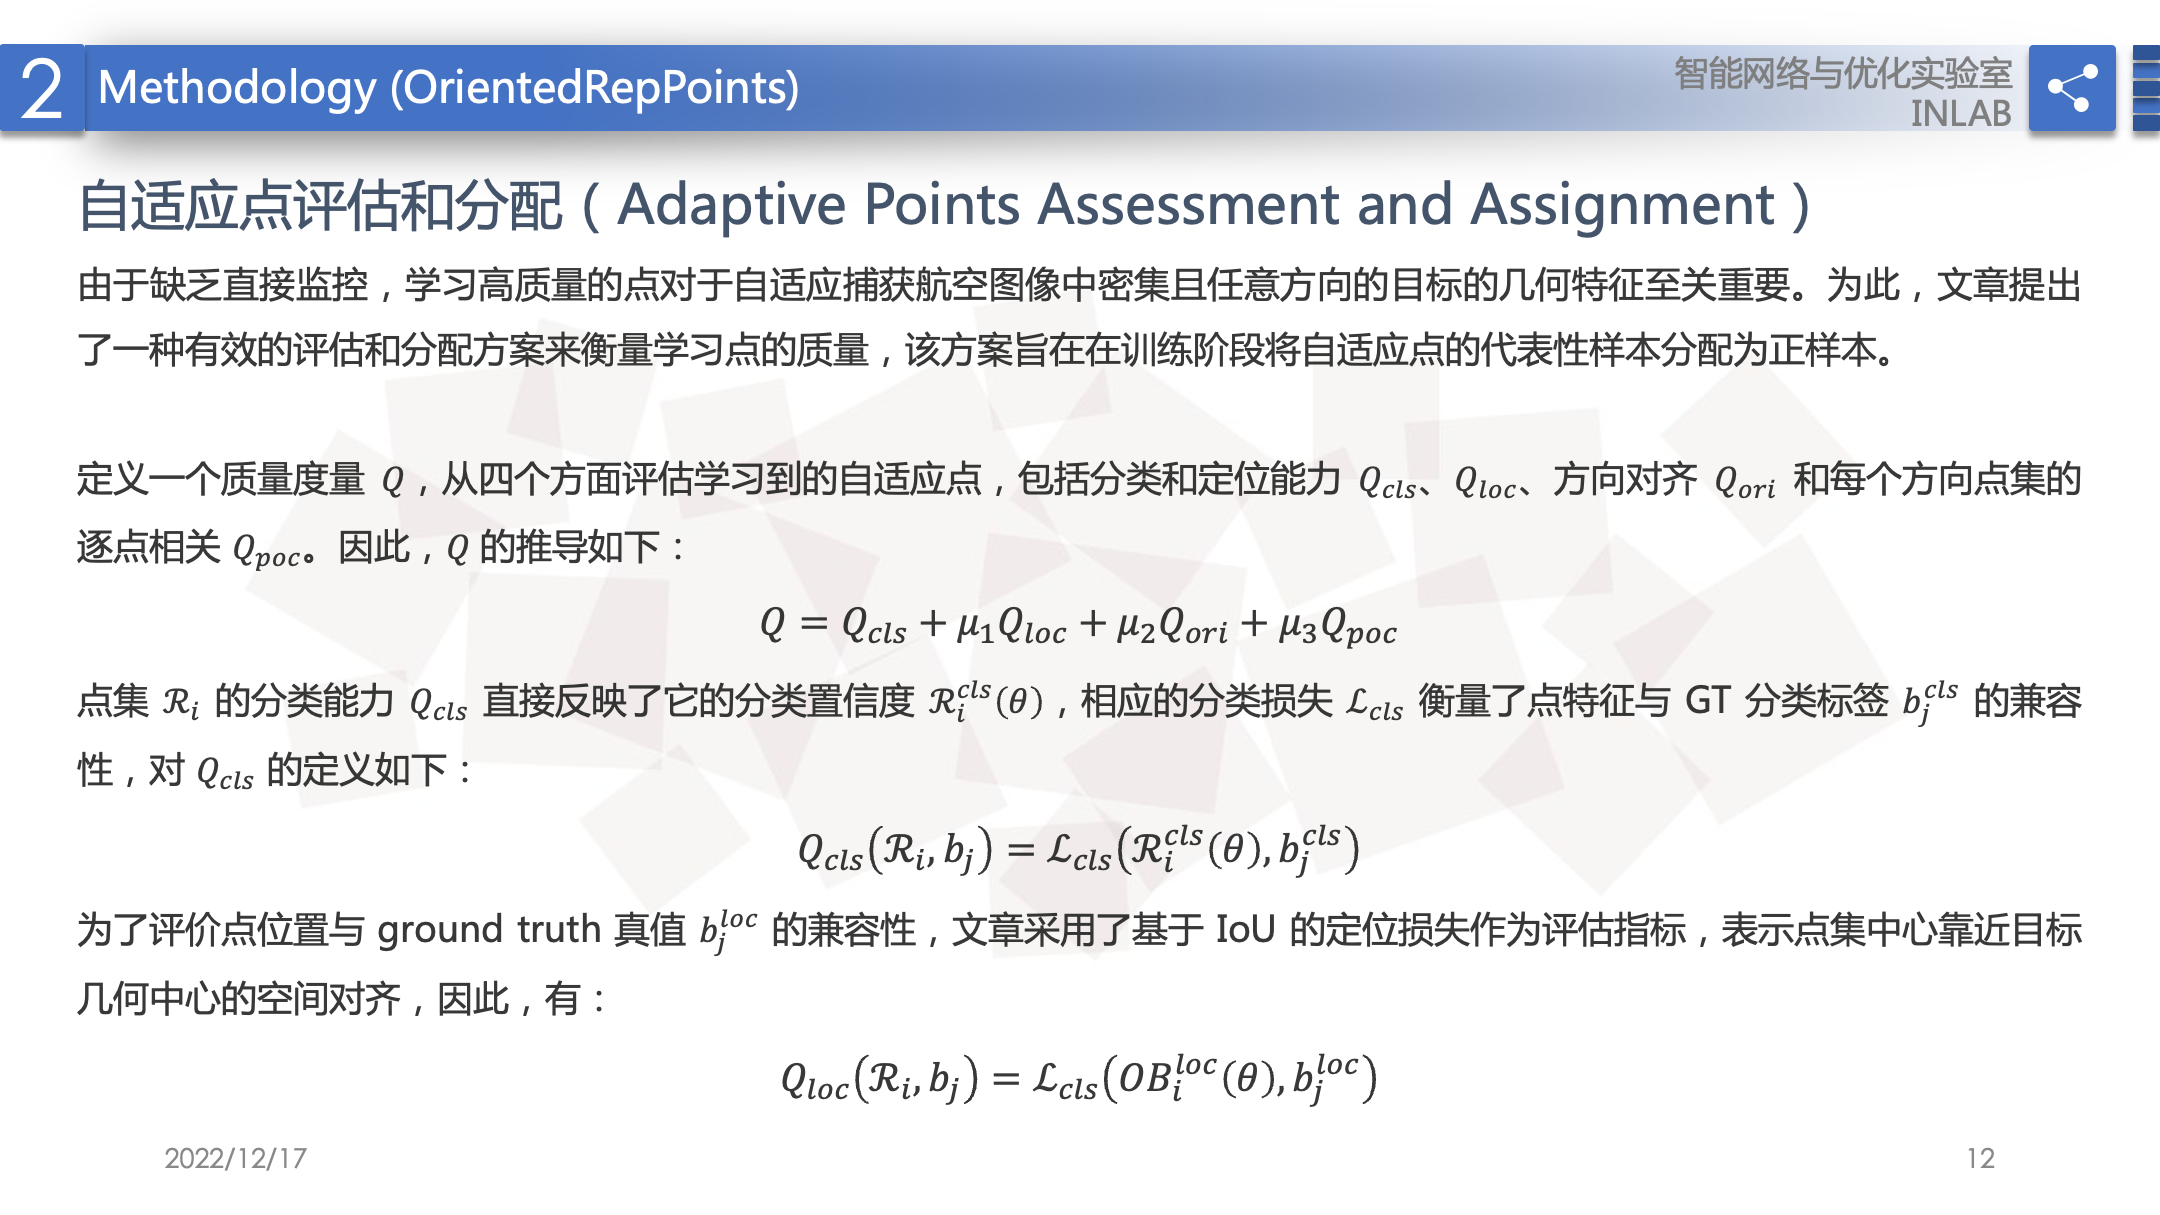 2 Methodology (OrientedRepPoints)
智能网络与优化实验室
INLAB
自适应点评估和分配（Adaptive Points Assessment and Assignment）
由于缺乏直接监控，学习高质量的点对于自适应捕获航空图像中密集且任意方向的目标的几何特征至关重要。为此，文章提出
了一种有效的评估和分配方案来衡量学习点的质量，该方案旨在在训练阶段将自适应点的代表性样本分配为正样本。
定义一个质量度量 $Q$，从四个方面评估学习到的自适应点，包括分类和定位能力 $Q_{cls}$、$Q_{loc}$、方向对齐 $Q_{ori}$ 和每个方向点集的
逐点相关 $Q_{poc}$。因此，$Q$ 的推导如下：
$Q = Q_{cls} + \mu_1 Q_{loc} + \mu_2 Q_{ori} + \mu_3 Q_{poc}$
点集 $\mathcal{R}_i$ 的分类能力 $Q_{cls}$ 直接反映了它的分类置信度 $\mathcal{R}_i^{cls}(\theta)$，相应的分类损失 $\mathcal{L}_{cls}$ 衡量了点特征与 GT 分类标签 $b_j^{cls}$ 的兼容
性，对 $Q_{cls}$ 的定义如下：
$Q_{cls}(\mathcal{R}_i, b_j) = \mathcal{L}_{cls}(\mathcal{R}_i^{cls}(\theta), b_j^{cls})$
为了评价点位置与 ground truth 真值 $b_j^{loc}$ 的兼容性，文章采用了基于 IoU 的定位损失作为评估指标，表示点集中心靠近目标
几何中心的空间对齐，因此，有：
$Q_{loc}(\mathcal{R}_i, b_j) = \mathcal{L}_{cls}(OB_i^{loc}(\theta), b_j^{loc})$
2022/12/17
12